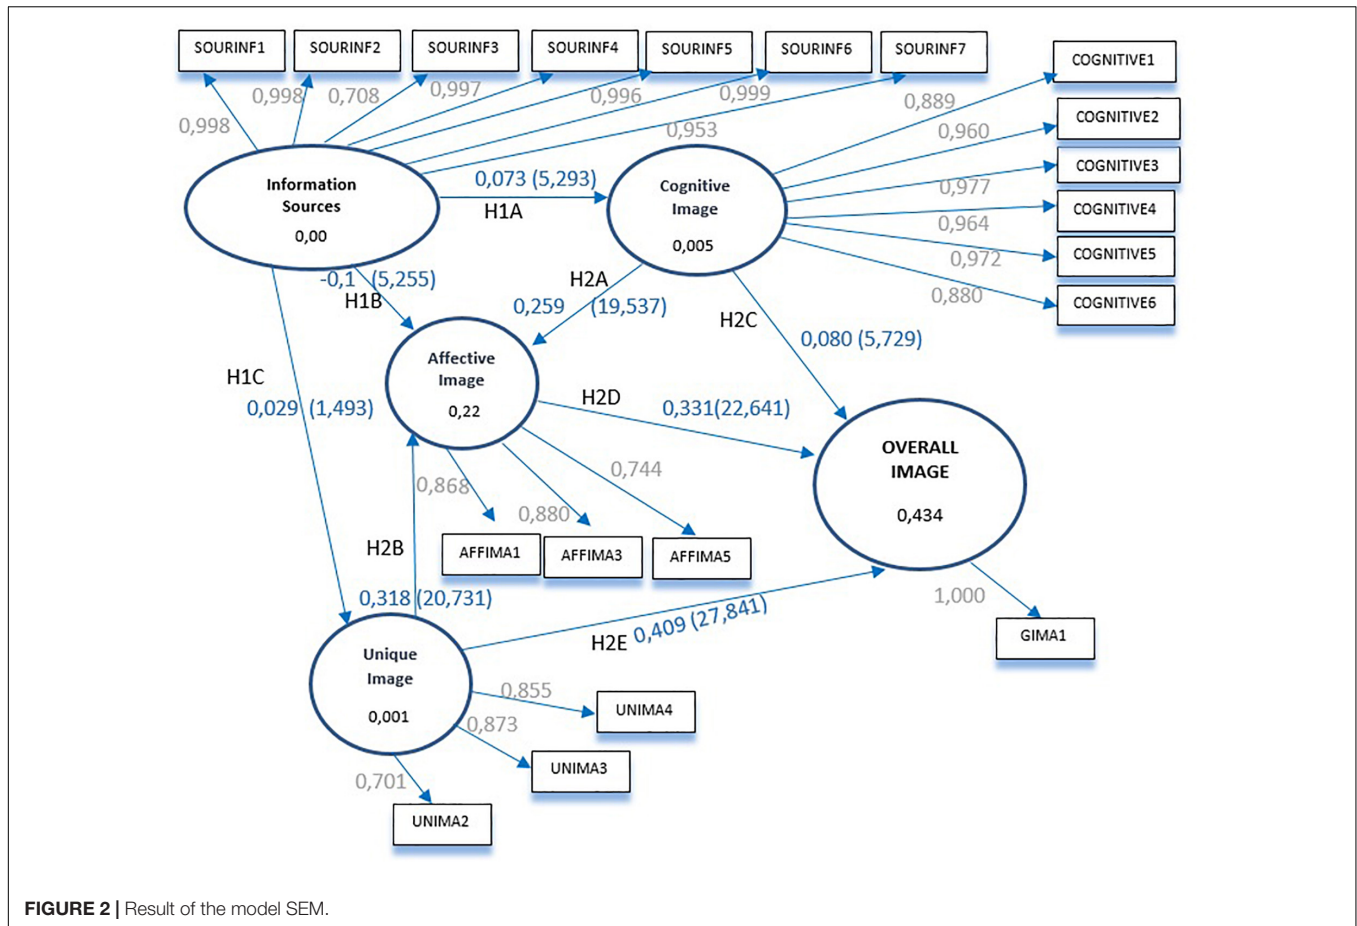 SOURINF1
SOURINF2
SOURINF3
SOURINF4
SOURINF5
SOURINF6
SOURINF7
COGNITIVE1
COGNITIVE2
COGNITIVE3
COGNITIVE4
COGNITIVE5
COGNITIVE6
0,998
0,998
0,708
0,997
0,996
0,999
0,953
0,889
0,960
0,977
0,964
0,972
0,880
Information
Sources
0,00
0,073 (5,293)
H1A
Cognitive
Image
0,005
-0,1 (5,255)
H1B
H2A
0,259 (19,537)
H2C
0,080 (5,729)
H1C
0,029 (1,493)
Affective
Image
0,22
H2D
0,331(22,641)
OVERALL
IMAGE
0,434
0,868
0,880
0,744
AFFIMA1
AFFIMA3
AFFIMA5
H2B
0,318 (20,731)
H2E
0,409 (27,841)
1,000
GIMA1
Unique
Image
0,001
0,855
0,873
0,701
UNIMA4
UNIMA3
UNIMA2
FIGURE 2 | Result of the model SEM.